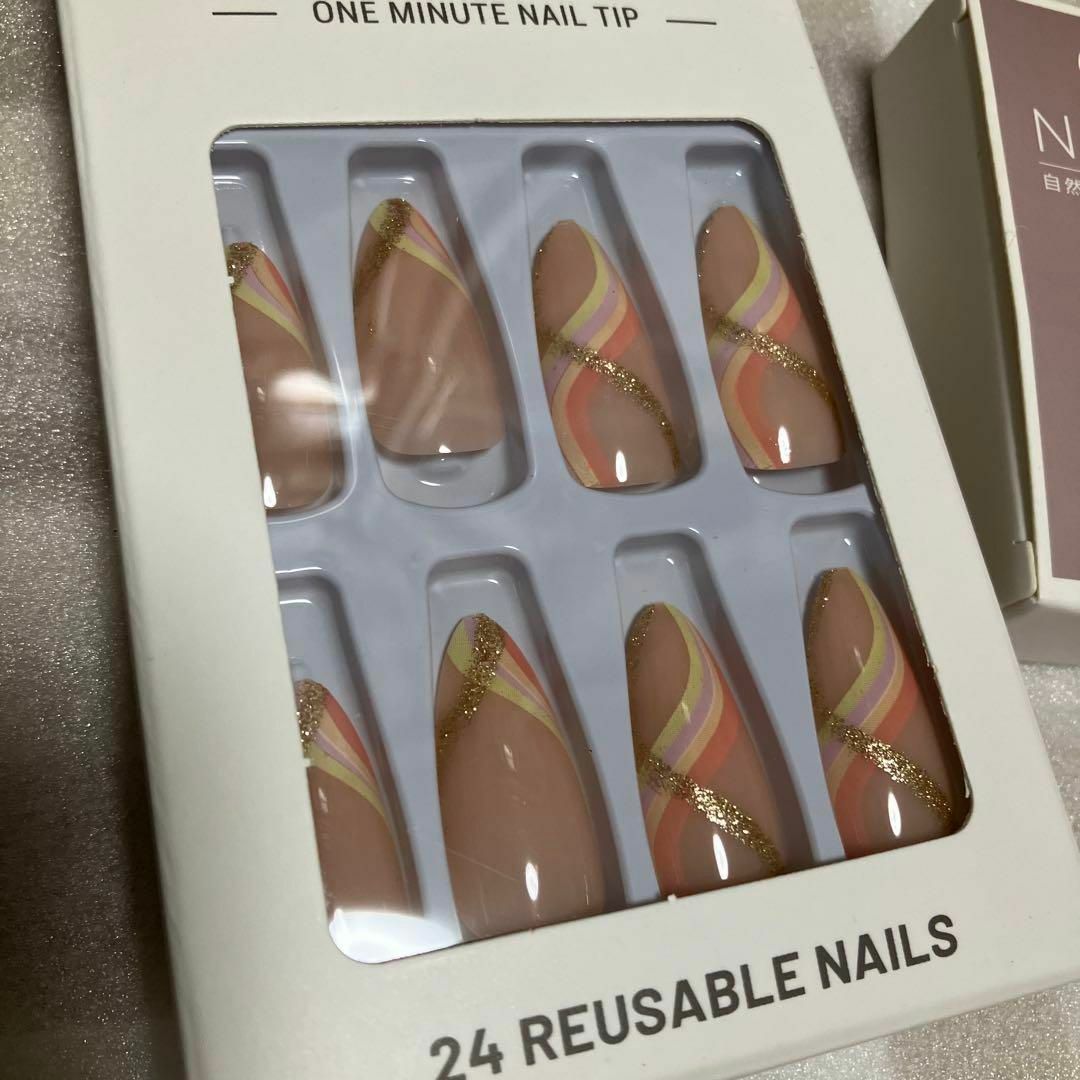 ONE MINUTE NAIL TIP
24 REUSABLE NAILS
自然